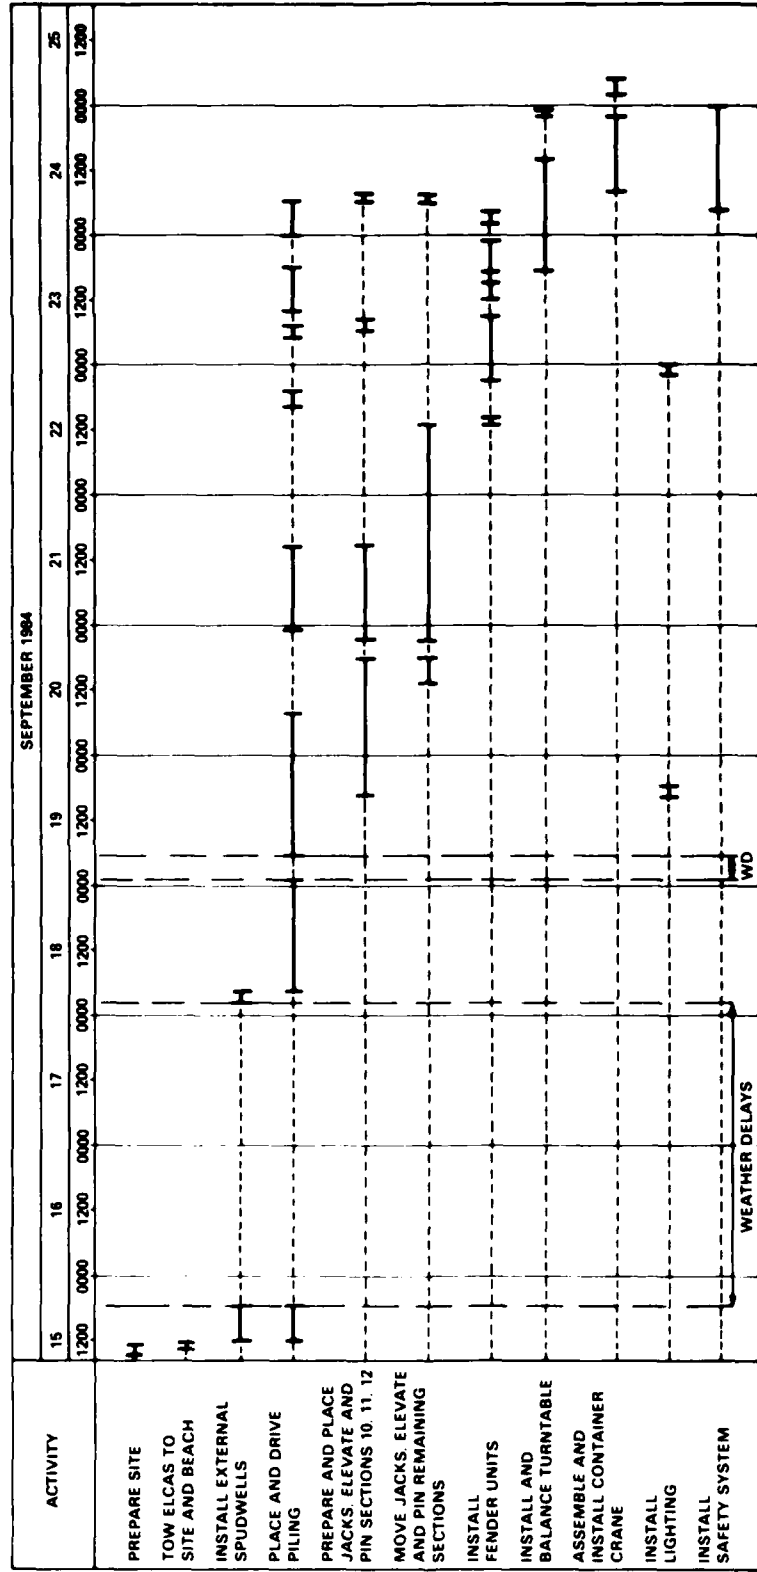 SEPTEMBER 1984
ACTIVITY
15 16 17 18 19 20 21 22 23 24 25
1200 0000 1200 0000 1200 0000 1200 0000 1200 0000 1200 0000 1200 0000 1200 0000 1200 0000 1200 0000 1200
PREPARE SITE
TOW ELCAS TO
SITE AND BEACH
INSTALL EXTERNAL
SPUDWELLS
PLACE AND DRIVE
PILING
PREPARE AND PLACE
JACKS, ELEVATE AND
PIN SECTIONS 10, 11, 12
MOVE JACKS, ELEVATE
AND PIN REMAINING
SECTIONS
INSTALL
FENDER UNITS
INSTALL AND
BALANCE TURNTABLE
ASSEMBLE AND
INSTALL CONTAINER
CRANE
INSTALL
LIGHTING
INSTALL
SAFETY SYSTEM
WEATHER DELAYS
WD